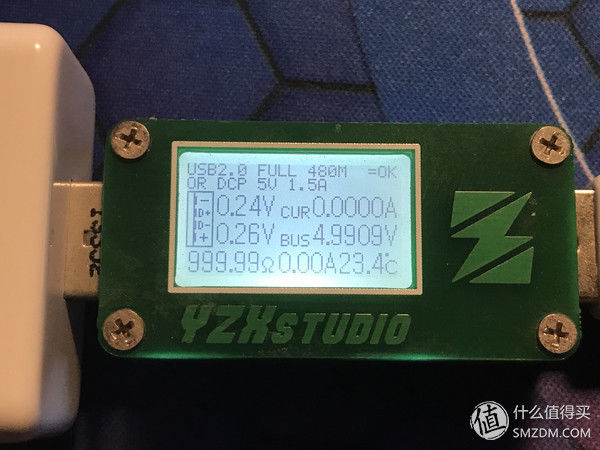 USB2.0 FULL 480M =OK
OR DCP 5V 1.5A
D+ 0.24V CUR 0.0000A
D- 0.26V BUS 4.9909V
999.99Ω 0.00A 23.4℃
YZXSTUDIO
值 什么值得买
SMZDM.COM